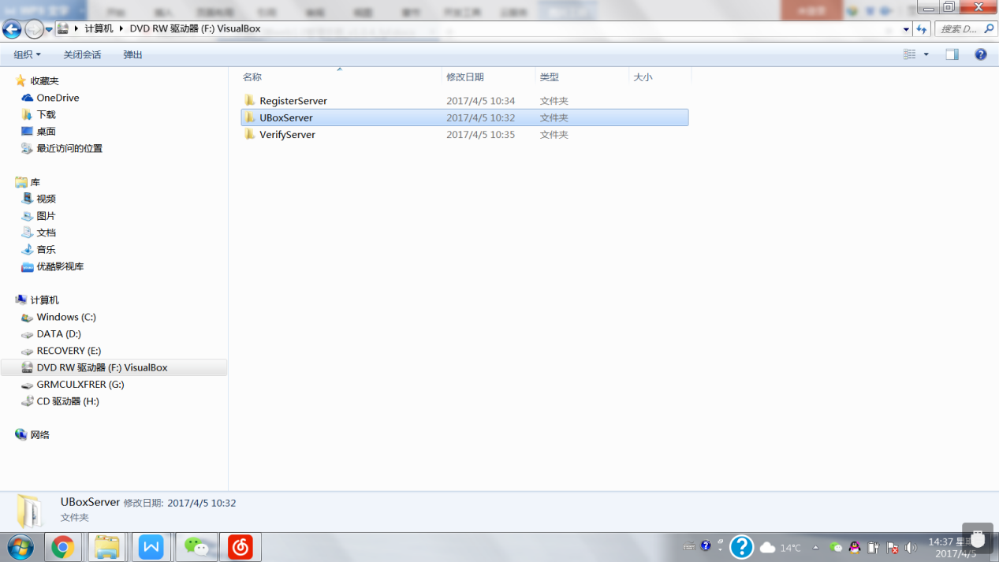 计算机 ▸ DVD RW 驱动器 (F:) VisualBox
搜索 D...
组织 关闭会话 弹出
名称 修改日期 类型 大小
RegisterServer 2017/4/5 10:34 文件夹
UBoxServer 2017/4/5 10:32 文件夹
VerifyServer 2017/4/5 10:35 文件夹
收藏夹
OneDrive
下载
桌面
最近访问的位置
库
视频
图片
文档
音乐
优酷影视库
计算机
Windows (C:)
DATA (D:)
RECOVERY (E:)
DVD RW 驱动器 (F:) VisualBox
GRMCULXFRER (G:)
CD 驱动器 (H:)
网络
UBoxServer 修改日期: 2017/4/5 10:32
文件夹
14℃
14:37
2017/4/5